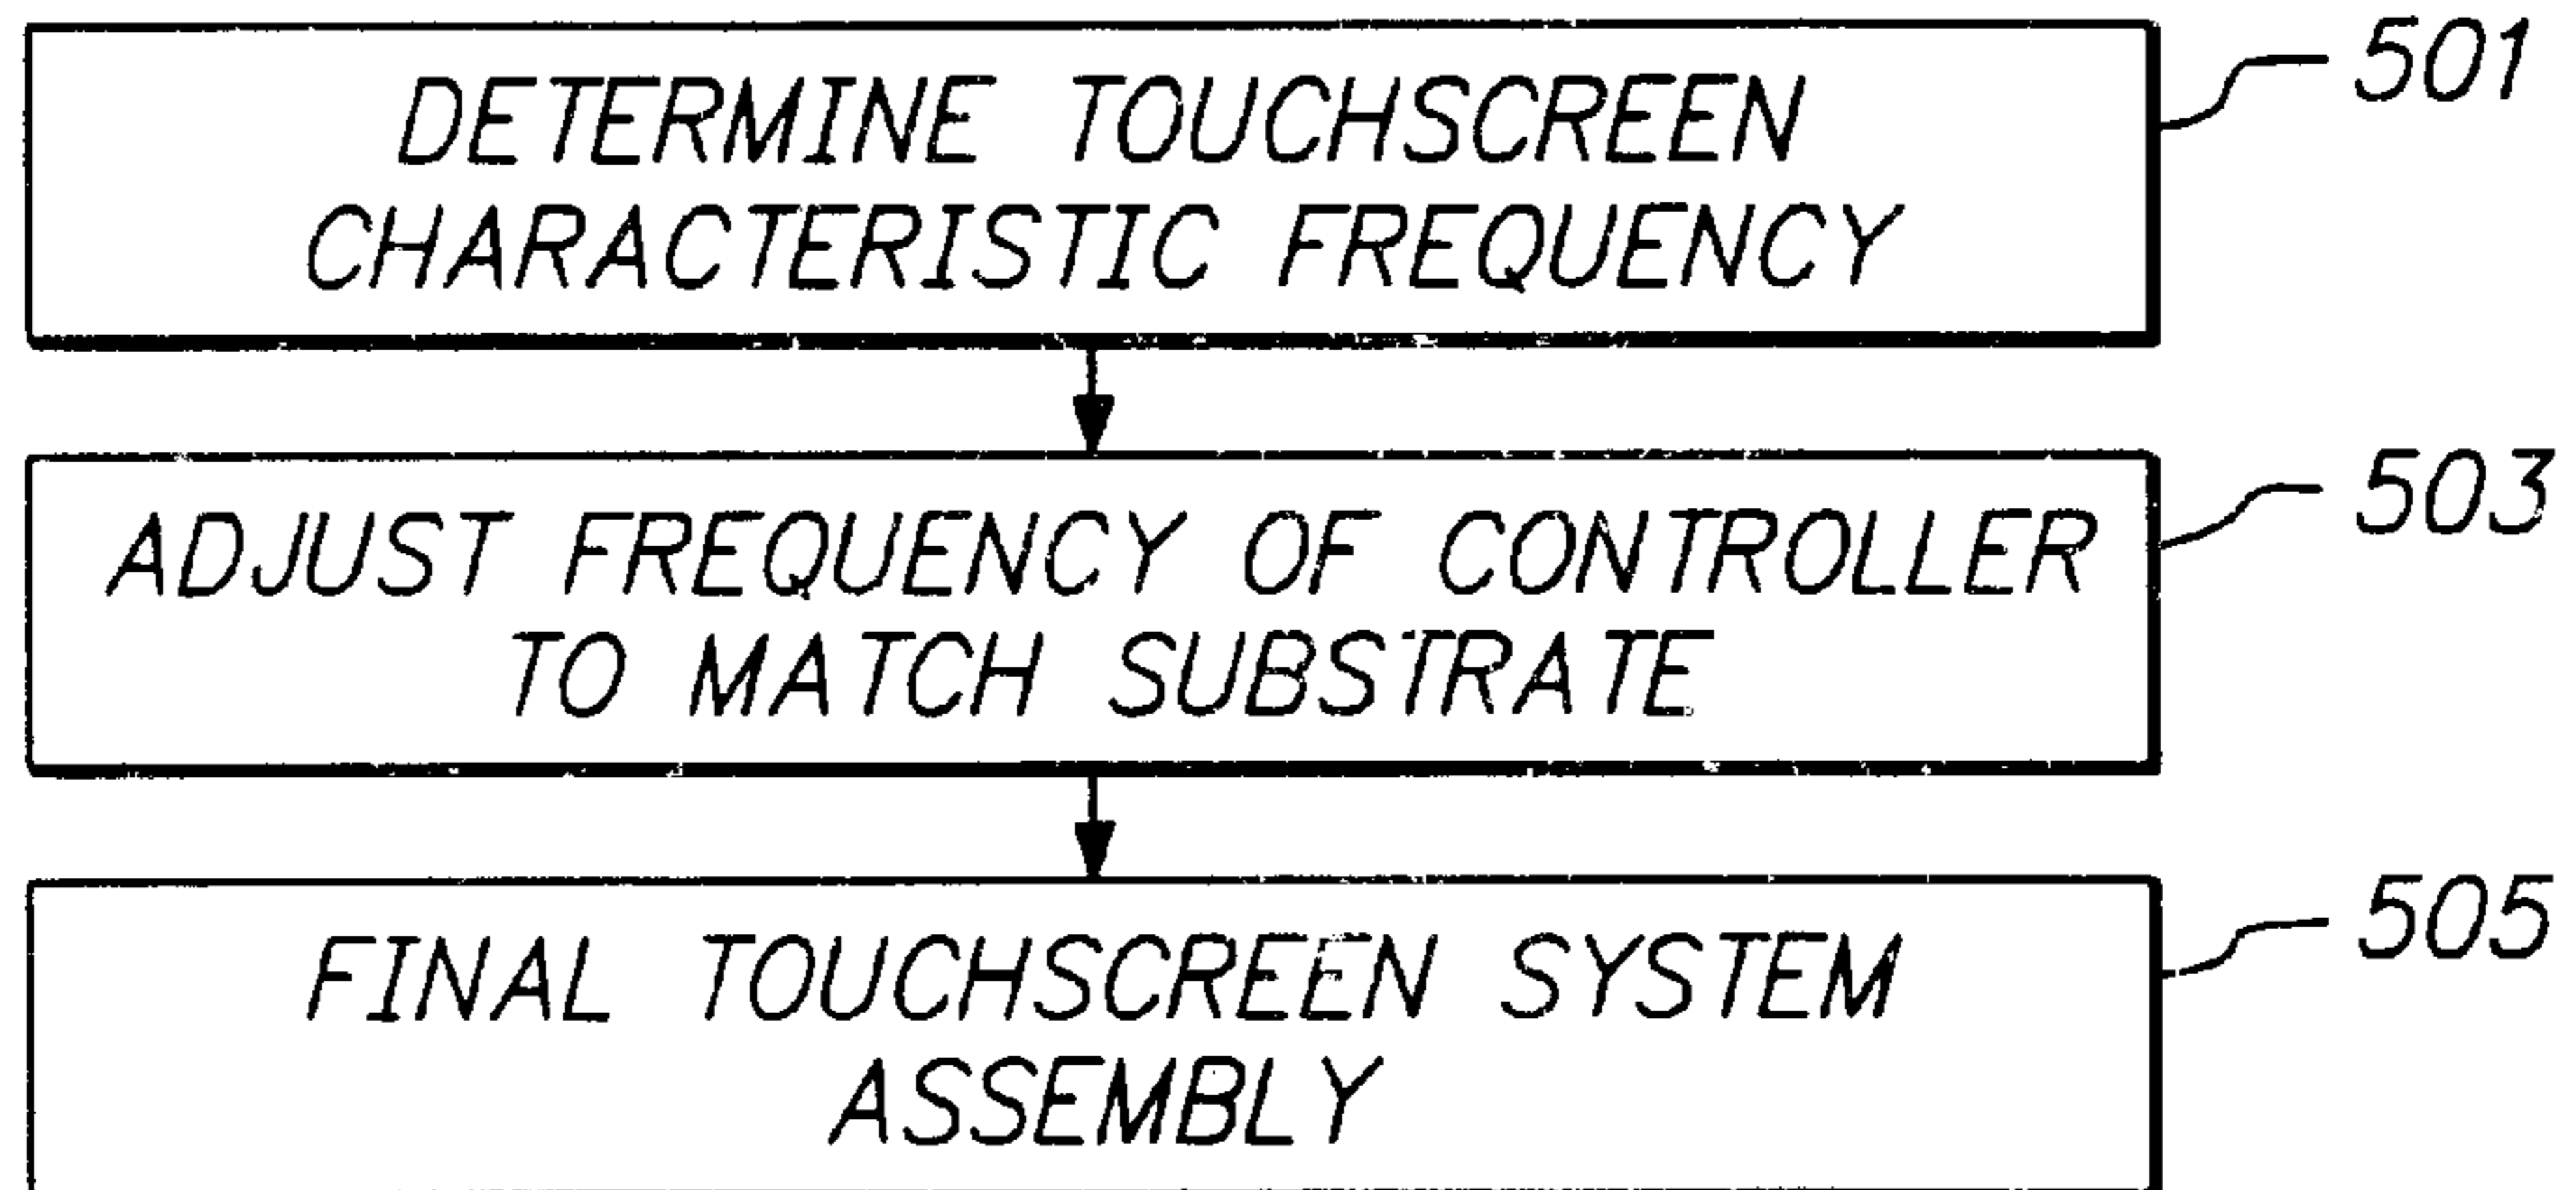 DETERMINE TOUCHSCREEN
CHARACTERISTIC FREQUENCY
501
ADJUST FREQUENCY OF CONTROLLER
TO MATCH SUBSTRATE
503
FINAL TOUCHSCREEN SYSTEM
ASSEMBLY
505